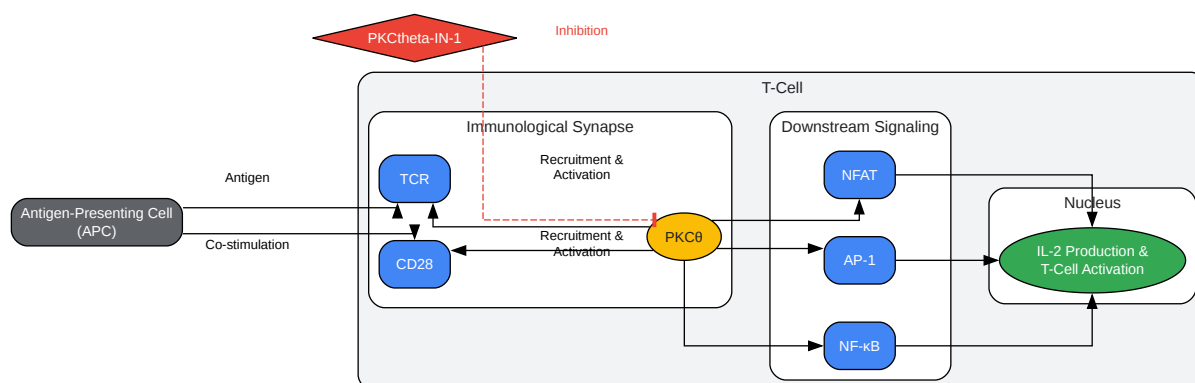 PKCtheta-IN-1
Inhibition
T-Cell
Immunological Synapse
Downstream Signaling
Recruitment &
Activation
TCR
NFAT
Antigen
Antigen-Presenting Cell
(APC)
Nucleus
Co-stimulation
Recruitment &
Activation
PKCθ
CD28
AP-1
IL-2 Production &
T-Cell Activation
NF-κB